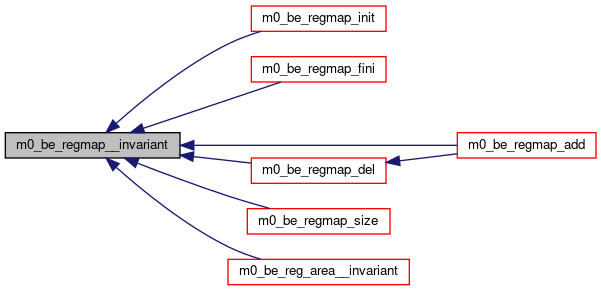 m0_be_regmap_init
m0_be_regmap_fini
m0_be_regmap__invariant
m0_be_regmap_add
m0_be_regmap_del
m0_be_regmap_size
m0_be_reg_area__invariant